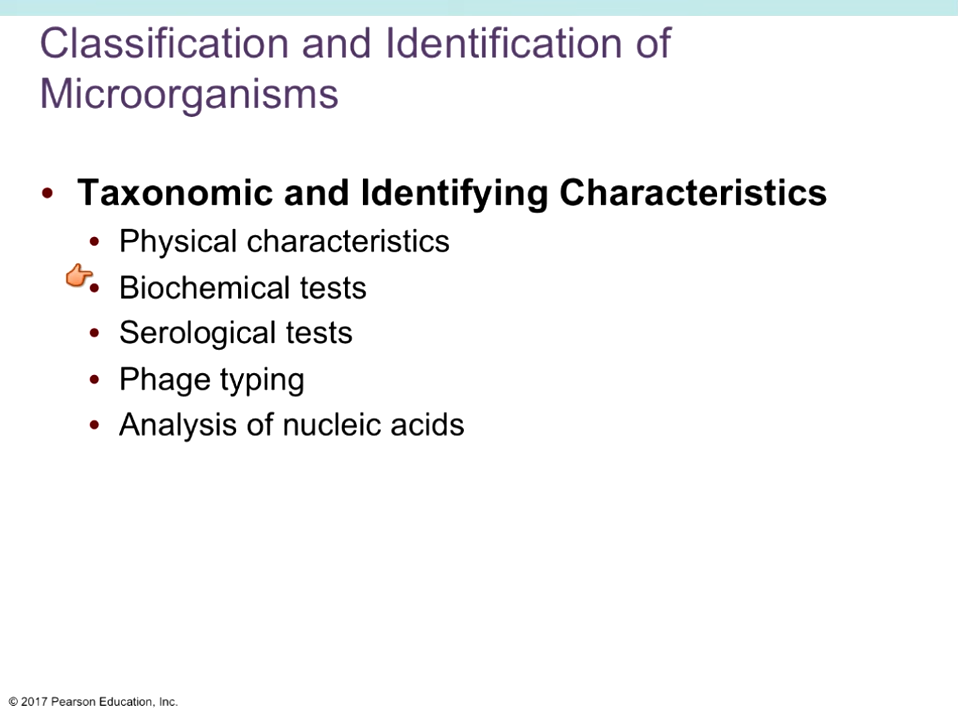 Classification and Identification of
Microorganisms
• Taxonomic and Identifying Characteristics
• Physical characteristics
• Biochemical tests
• Serological tests
• Phage typing
• Analysis of nucleic acids
© 2017 Pearson Education, Inc.